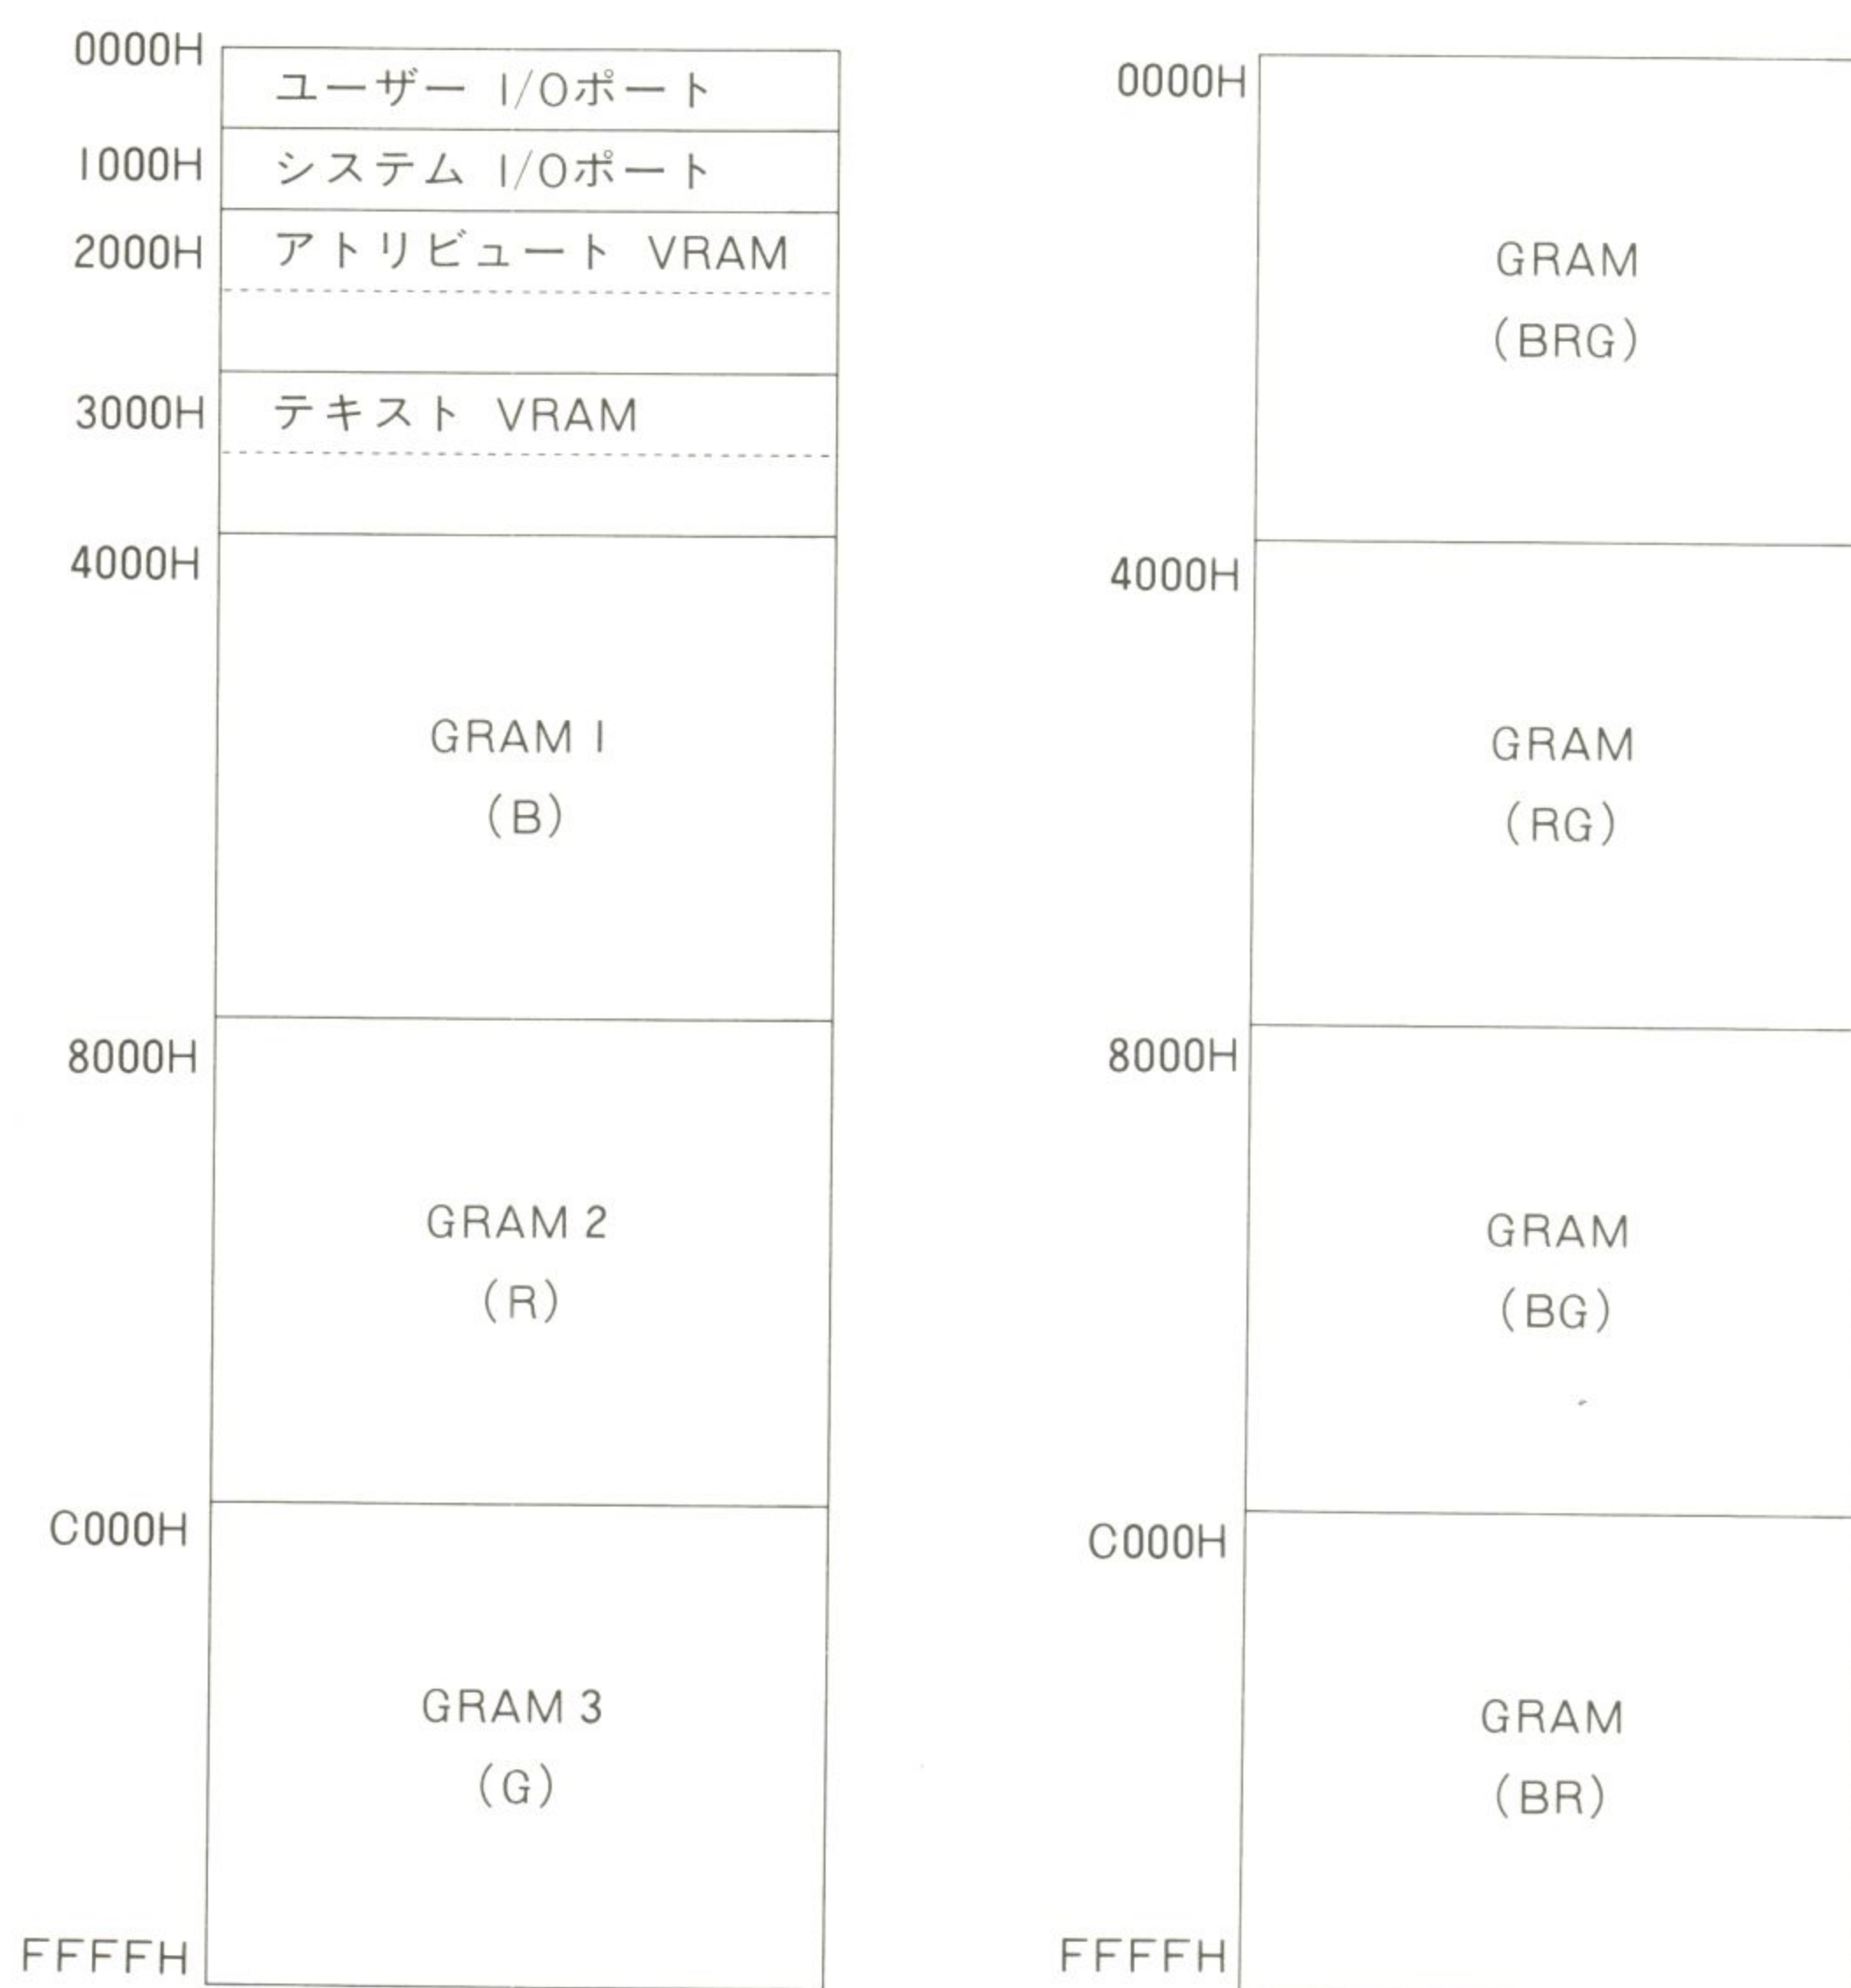 0000H
ユーザー I/Oポート
1000H
システム I/Oポート
2000H
アトリビュート VRAM
3000H
テキスト VRAM
4000H
GRAM 1
(B)
8000H
GRAM 2
(R)
C000H
GRAM 3
(G)
FFFFH
0000H
GRAM
(BRG)
4000H
GRAM
(RG)
8000H
GRAM
(BG)
C000H
GRAM
(BR)
FFFFH